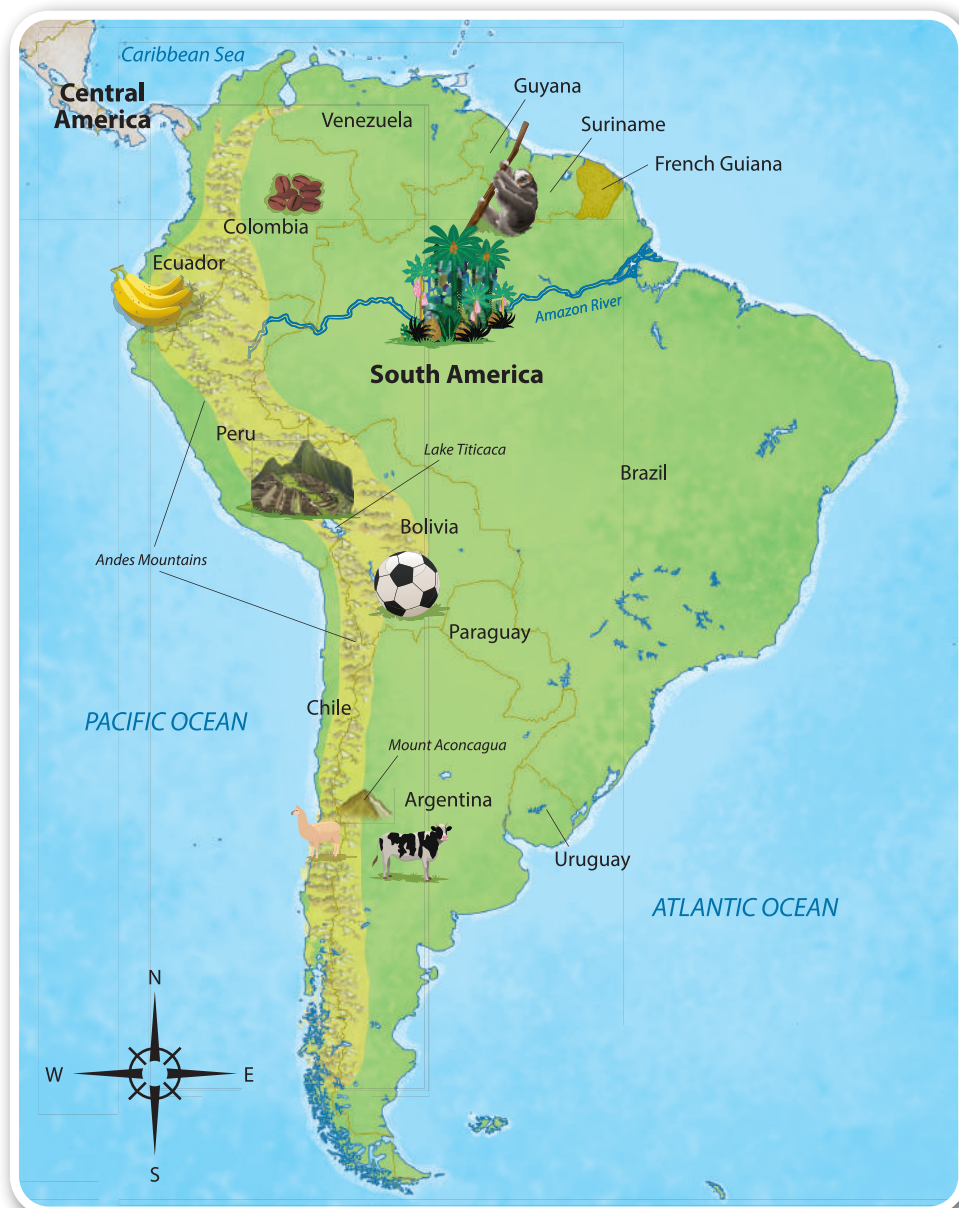 Caribbean Sea
Central
America
Guyana
Venezuela
Suriname
French Guiana
Colombia
Ecuador
Amazon River
South America
Peru
Lake Titicaca
Brazil
Bolivia
Andes Mountains
Paraguay
Chile
PACIFIC OCEAN
Mount Aconcagua
Argentina
Uruguay
ATLANTIC OCEAN
N
W
E
S